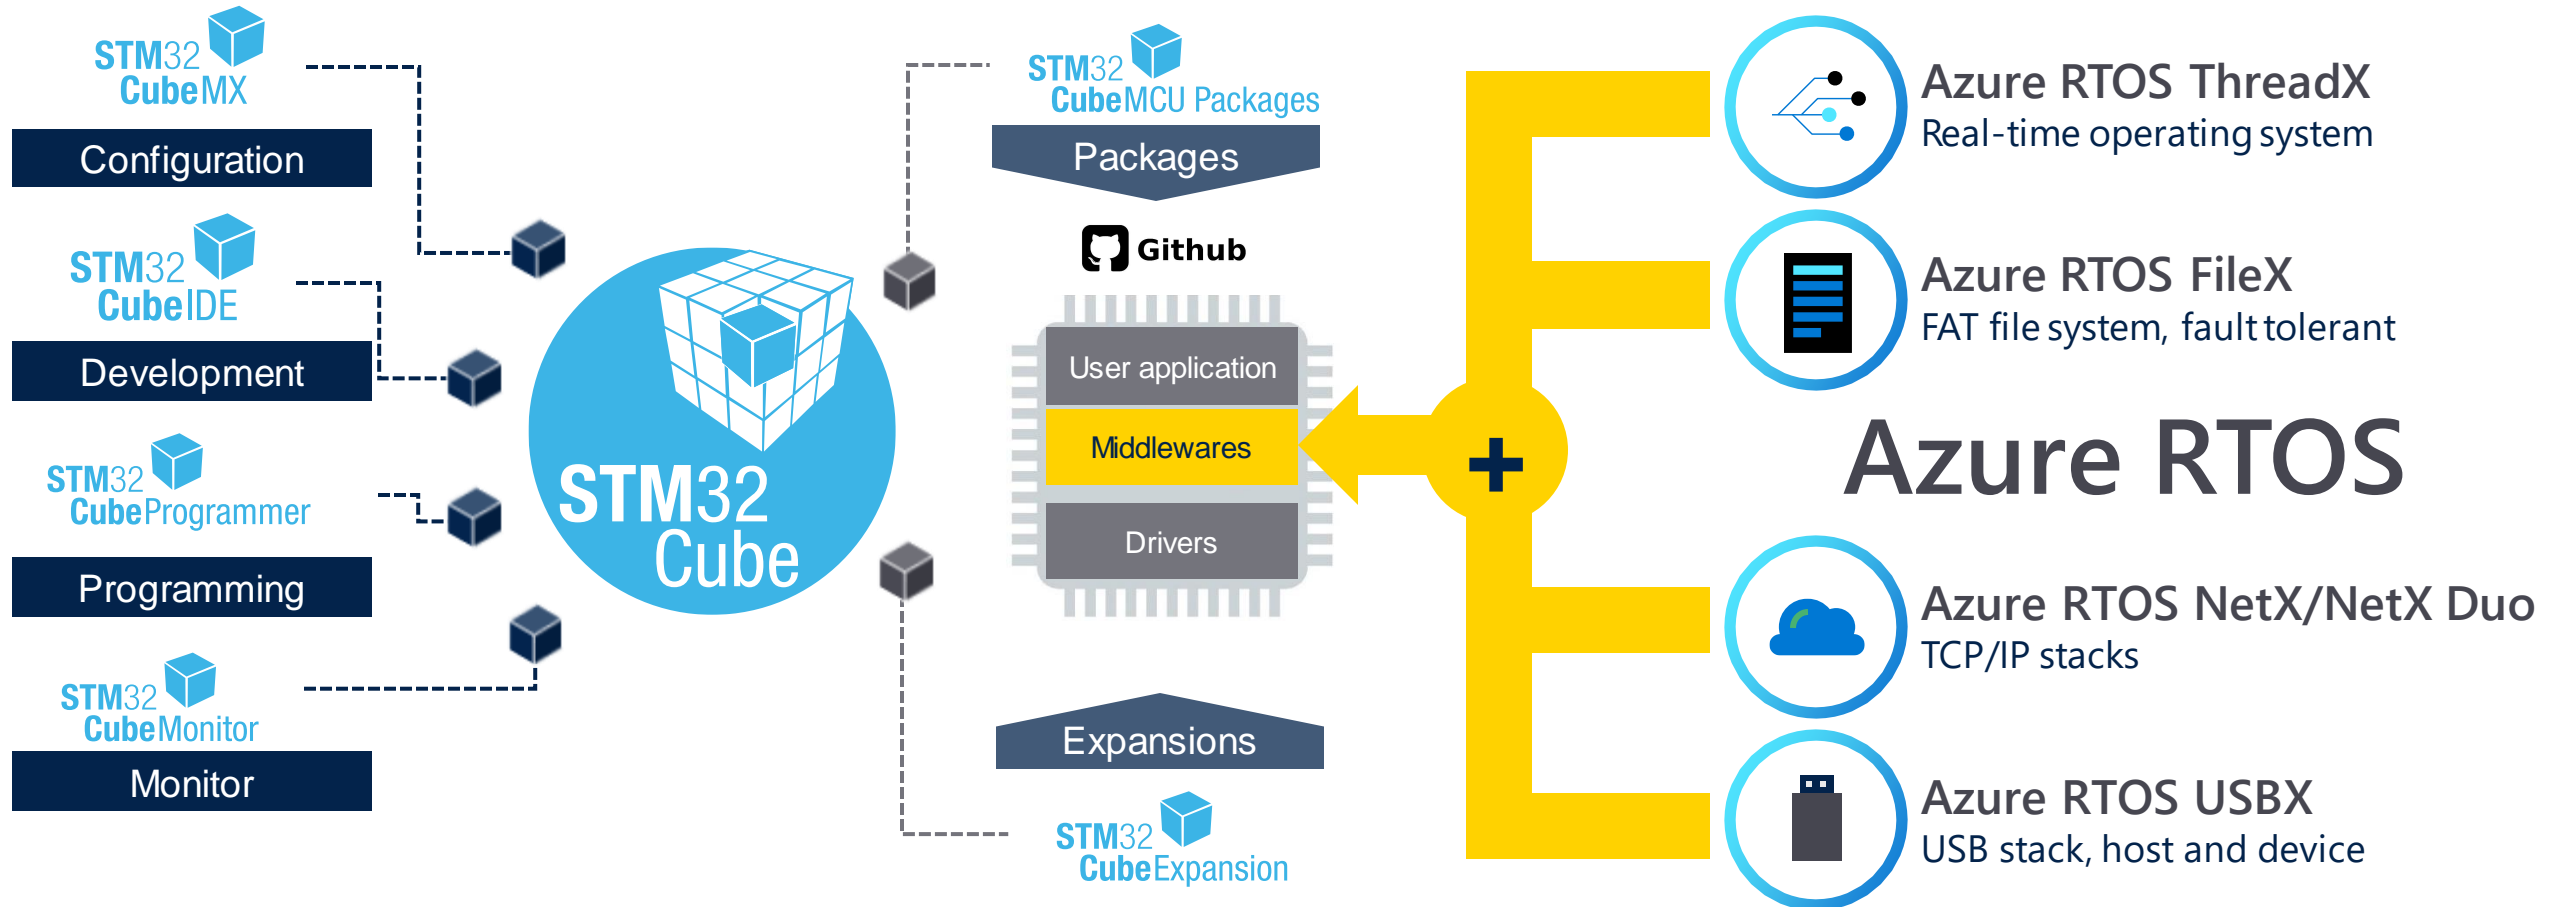 STM32
CubeMX
Configuration
STM32
CubeIDE
Development
STM32
CubeProgrammer
Programming
STM32
CubeMonitor
Monitor
STM32
Cube
STM32
CubeMCU Packages
Packages
Github
User application
Middlewares
Drivers
Expansions
STM32
CubeExpansion
+
Azure RTOS ThreadX
Real-time operating system
Azure RTOS FileX
FAT file system, fault tolerant
Azure RTOS
Azure RTOS NetX/NetX Duo
TCP/IP stacks
Azure RTOS USBX
USB stack, host and device